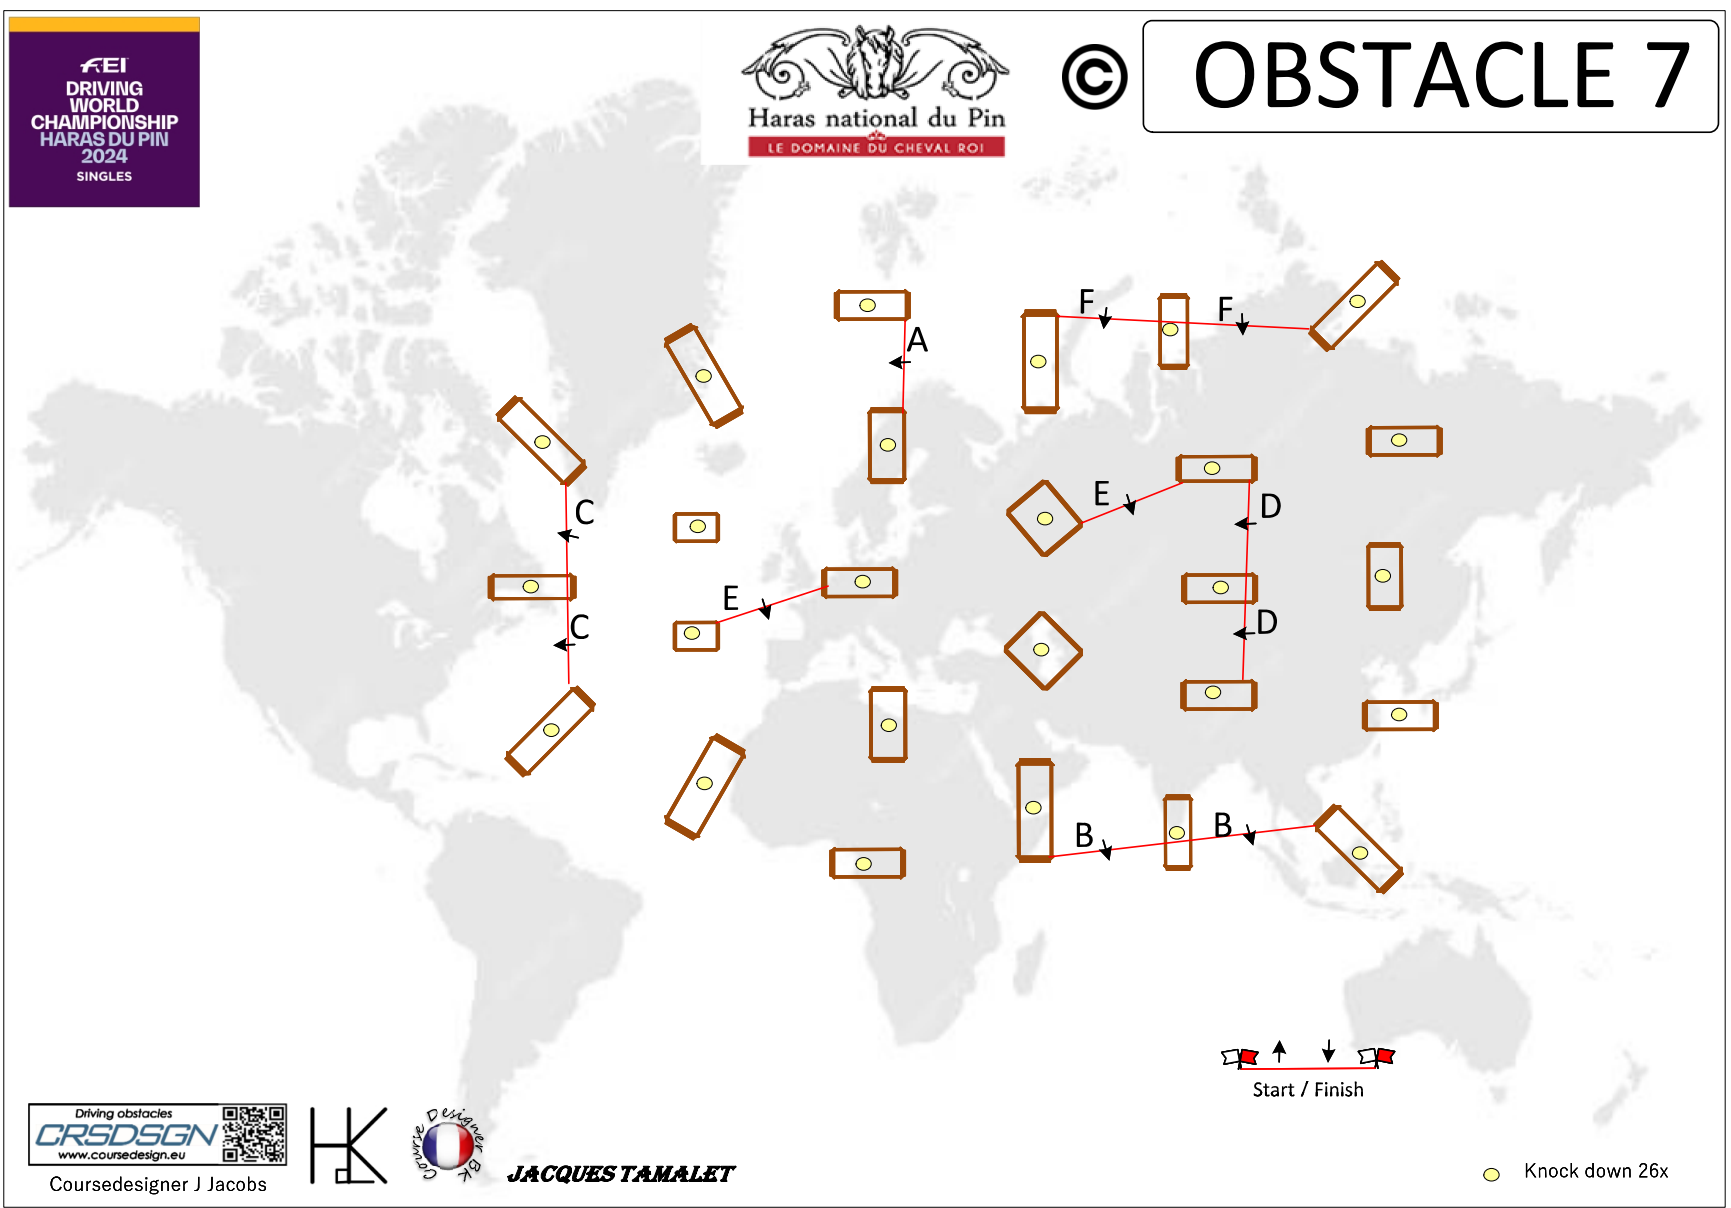 FEI
DRIVING
WORLD
CHAMPIONSHIP
HARAS DU PIN
2024
SINGLES
Haras national du Pin
LE DOMAINE DU CHEVAL ROI
©
OBSTACLE 7
F
F
A
E
D
C
E
D
C
B
B
Start / Finish
Driving obstacles
CRSDSGN
www.coursedesign.eu
Coursedesigner J Jacobs
HdK
Course Designer BK
JACQUES TAMALET
Knock down 26x